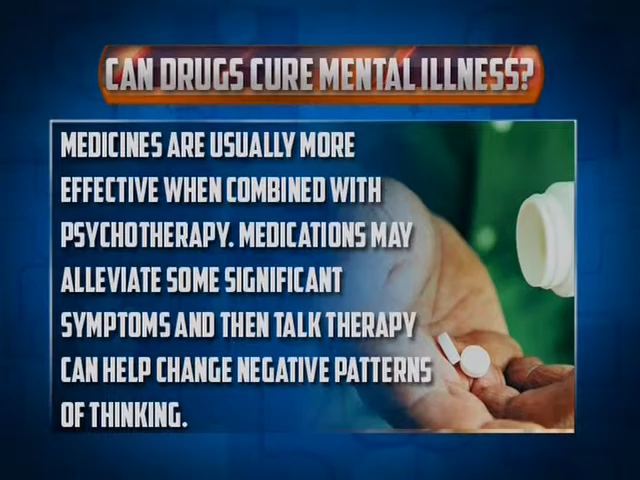 CAN DRUGS CURE MENTAL ILLNESS?
MEDICINES ARE USUALLY MORE
EFFECTIVE WHEN COMBINED WITH
PSYCHOTHERAPY. MEDICATIONS MAY
ALLEVIATE SOME SIGNIFICANT
SYMPTOMS AND THEN TALK THERAPY
CAN HELP CHANGE NEGATIVE PATTERNS
OF THINKING.